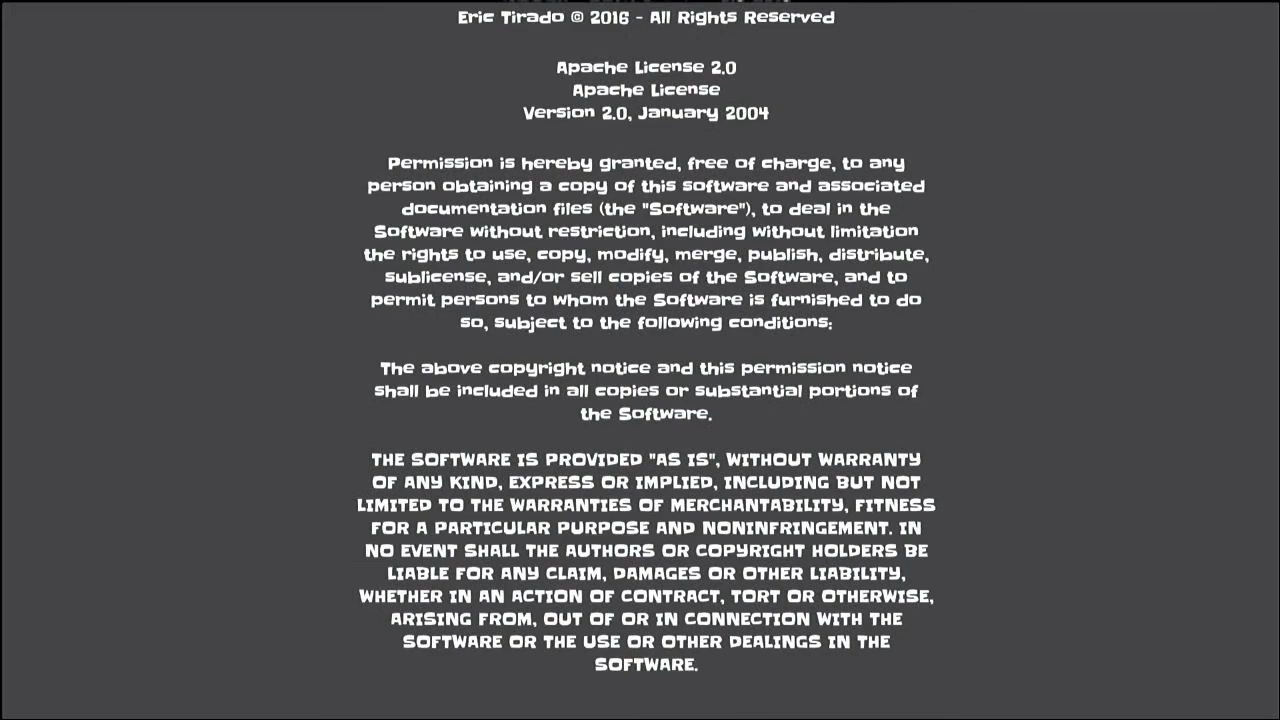 Eric Tirado © 2016 - All Rights Reserved
Apache License 2.0
Apache License
Version 2.0, January 2004
Permission is hereby granted, free of charge, to any
person obtaining a copy of this software and associated
documentation files (the "Software"), to deal in the
Software without restriction, including without limitation
the rights to use, copy, modify, merge, publish, distribute,
sublicense, and/or sell copies of the Software, and to
permit persons to whom the Software is furnished to do
so, subject to the following conditions:
The above copyright notice and this permission notice
shall be included in all copies or substantial portions of
the Software.
THE SOFTWARE IS PROVIDED "AS IS", WITHOUT WARRANTY
OF ANY KIND, EXPRESS OR IMPLIED, INCLUDING BUT NOT
LIMITED TO THE WARRANTIES OF MERCHANTABILITY, FITNESS
FOR A PARTICULAR PURPOSE AND NONINFRINGEMENT. IN
NO EVENT SHALL THE AUTHORS OR COPYRIGHT HOLDERS BE
LIABLE FOR ANY CLAIM, DAMAGES OR OTHER LIABILITY,
WHETHER IN AN ACTION OF CONTRACT, TORT OR OTHERWISE,
ARISING FROM, OUT OF OR IN CONNECTION WITH THE
SOFTWARE OR THE USE OR OTHER DEALINGS IN THE
SOFTWARE.